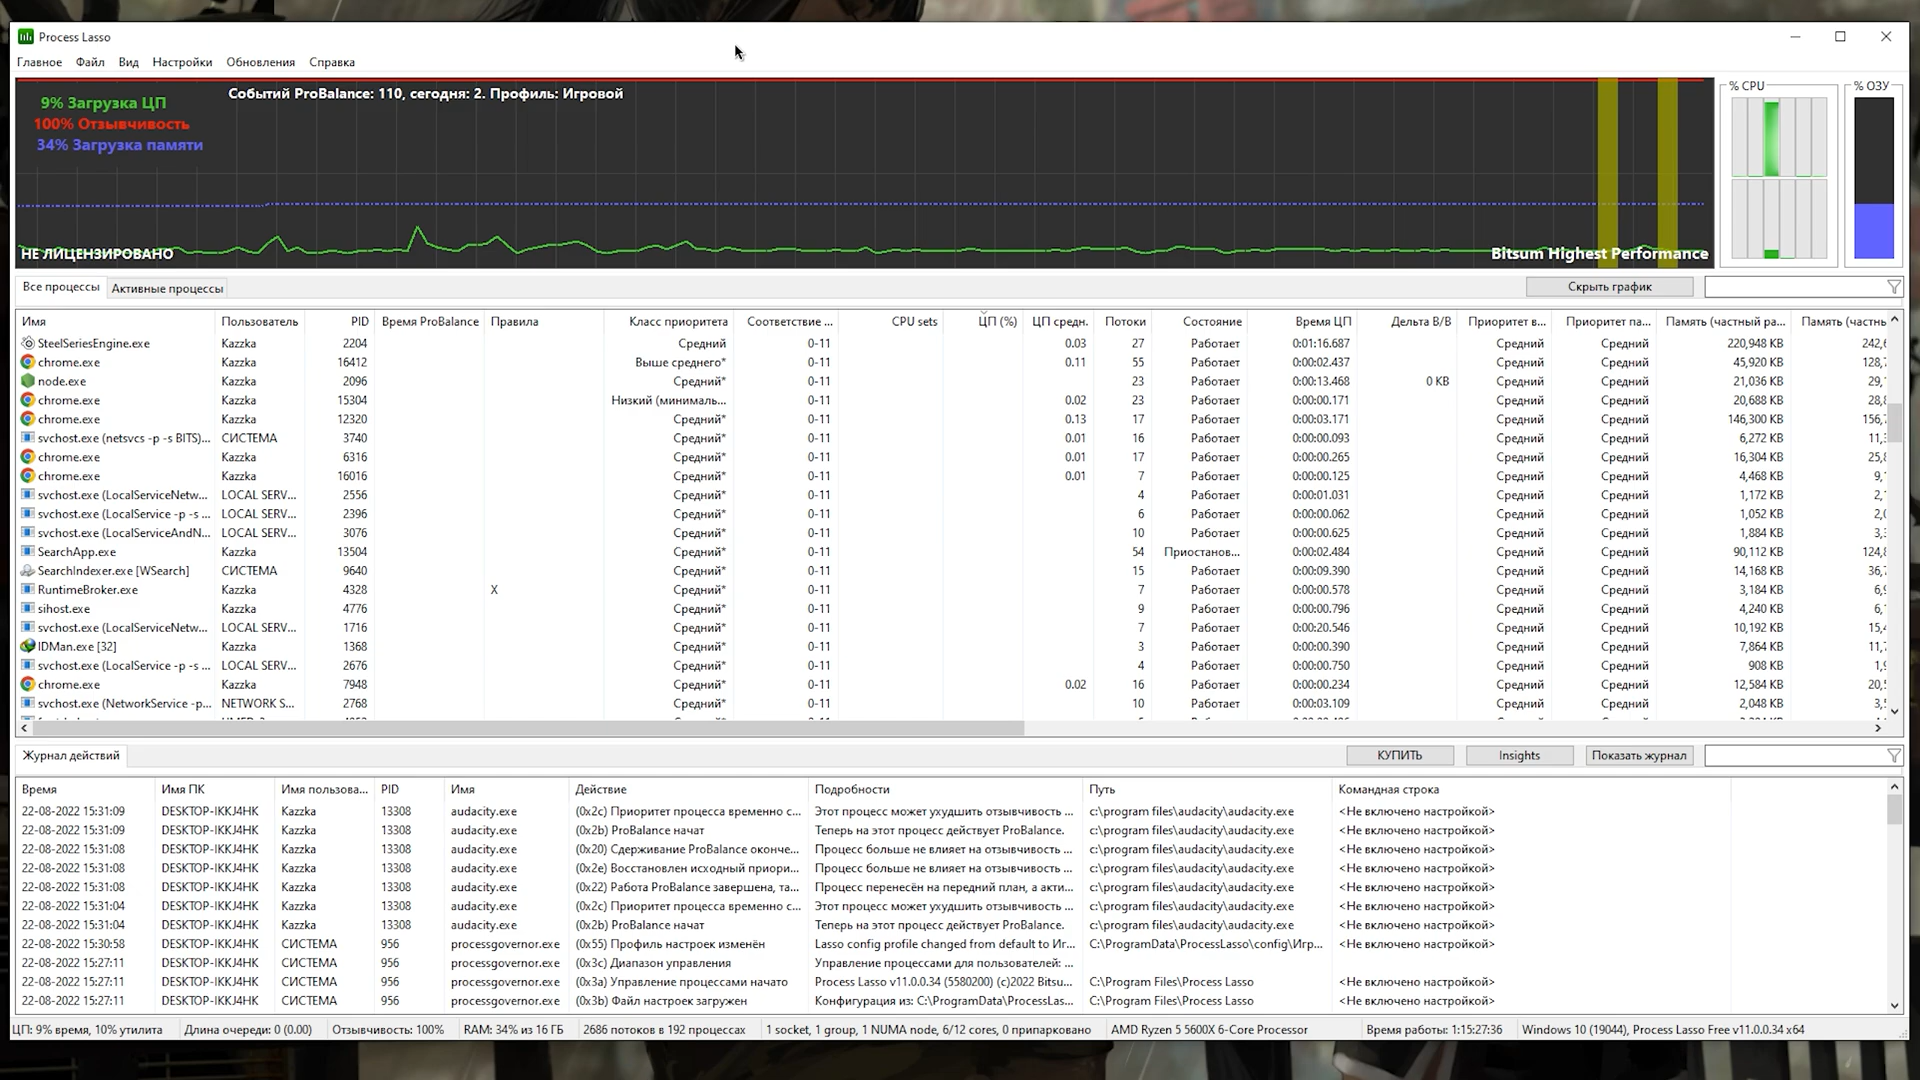 Process Lasso
Главное Файл Вид Настройки Обновления Справка
9% Загрузка ЦП
100% Отзывчивость
34% Загрузка памяти
Событий ProBalance: 110, сегодня: 2. Профиль: Игровой
НЕ ЛИЦЕНЗИРОВАНО
Bitsum Highest Performance
% CPU
% ОЗУ
Все процессы Активные процессы Скрыть график
Имя Пользователь PID Время ProBalance Правила Класс приоритета Соответствие ... CPU sets ЦП (%) ЦП средн. Потоки Состояние Время ЦП Дельта В/В Приоритет в... Приоритет па... Память (частный ра... Память (частнь
SteelSeriesEngine.exe Kazzka 2204 Средний 0-11 0.03 27 Работает 0:01:16.687 Средний Средний 220,948 KB 242,6
chrome.exe Kazzka 16412 Выше среднего* 0-11 0.11 55 Работает 0:00:02.437 Средний Средний 45,920 KB 128,7
node.exe Kazzka 2096 Средний* 0-11 23 Работает 0:00:13.468 0 KB Средний Средний 21,036 KB 29,
chrome.exe Kazzka 15304 Низкий (минималь... 0-11 0.02 23 Работает 0:00:00.171 Средний Средний 20,688 KB 28,8
chrome.exe Kazzka 12320 Средний* 0-11 0.13 17 Работает 0:00:03.171 Средний Средний 146,300 KB 156,
svchost.exe (netsvcs -p -s BITS)... СИСТЕМА 3740 Средний* 0-11 0.01 16 Работает 0:00:00.093 Средний Средний 6,272 KB 11,
chrome.exe Kazzka 6316 Средний* 0-11 0.01 17 Работает 0:00:00.265 Средний Средний 16,304 KB 25,8
chrome.exe Kazzka 16016 Средний* 0-11 0.01 7 Работает 0:00:00.125 Средний Средний 4,468 KB 9,
svchost.exe (LocalServiceNetw... LOCAL SERV... 2556 Средний* 0-11 4 Работает 0:00:01.031 Средний Средний 1,172 KB 2,
svchost.exe (LocalService -p -s ... LOCAL SERV... 2396 Средний* 0-11 6 Работает 0:00:00.062 Средний Средний 1,052 KB 2,0
svchost.exe (LocalServiceAndN... LOCAL SERV... 3076 Средний* 0-11 10 Работает 0:00:00.625 Средний Средний 1,884 KB 3,
SearchApp.exe Kazzka 13504 Средний* 0-11 54 Приостанов... 0:00:02.484 Средний Средний 90,112 KB 124,8
SearchIndexer.exe [WSearch] СИСТЕМА 9640 Средний* 0-11 15 Работает 0:00:09.390 Средний Средний 14,168 KB 36,
RuntimeBroker.exe Kazzka 4328 X Средний* 0-11 7 Работает 0:00:00.578 Средний Средний 3,184 KB 6,9
sihost.exe Kazzka 4776 Средний* 0-11 9 Работает 0:00:00.796 Средний Средний 4,240 KB 6,
svchost.exe (LocalServiceNetw... LOCAL SERV... 1716 Средний* 0-11 7 Работает 0:00:20.546 Средний Средний 10,192 KB 15,4
IDMan.exe [32] Kazzka 1368 Средний* 0-11 3 Работает 0:00:00.390 Средний Средний 7,864 KB 11,
svchost.exe (LocalService -p -s ... LOCAL SERV... 2676 Средний* 0-11 4 Работает 0:00:00.750 Средний Средний 908 KB 1,9
chrome.exe Kazzka 7948 Средний* 0-11 0.02 16 Работает 0:00:00.234 Средний Средний 12,584 KB 20,
svchost.exe (NetworkService -p... NETWORK S... 2768 Средний* 0-11 10 Работает 0:00:03.109 Средний Средний 2,048 KB 3,
Журнал действий КУПИТЬ Insights Показать журнал
Время Имя ПК Имя пользова... PID Имя Действие Подробности Путь Командная строка
22-08-2022 15:31:09 DESKTOP-IKKJ4HK Kazzka 13308 audacity.exe (0x2c) Приоритет процесса временно с... Этот процесс может ухудшить отзывчивость ... c:\program files\audacity\audacity.exe <Не включено настройкой>
22-08-2022 15:31:09 DESKTOP-IKKJ4HK Kazzka 13308 audacity.exe (0x2b) ProBalance начат Теперь на этот процесс действует ProBalance. c:\program files\audacity\audacity.exe <Не включено настройкой>
22-08-2022 15:31:08 DESKTOP-IKKJ4HK Kazzka 13308 audacity.exe (0x20) Сдерживание ProBalance оконче... Процесс больше не влияет на отзывчивость ... c:\program files\audacity\audacity.exe <Не включено настройкой>
22-08-2022 15:31:08 DESKTOP-IKKJ4HK Kazzka 13308 audacity.exe (0x2e) Восстановлен исходный приори... Процесс больше не влияет на отзывчивость ... c:\program files\audacity\audacity.exe <Не включено настройкой>
22-08-2022 15:31:08 DESKTOP-IKKJ4HK Kazzka 13308 audacity.exe (0x22) Работа ProBalance завершена, та... Процесс перенесён на передний план, а акти... c:\program files\audacity\audacity.exe <Не включено настройкой>
22-08-2022 15:31:04 DESKTOP-IKKJ4HK Kazzka 13308 audacity.exe (0x2c) Приоритет процесса временно с... Этот процесс может ухудшить отзывчивость ... c:\program files\audacity\audacity.exe <Не включено настройкой>
22-08-2022 15:31:04 DESKTOP-IKKJ4HK Kazzka 13308 audacity.exe (0x2b) ProBalance начат Теперь на этот процесс действует ProBalance. c:\program files\audacity\audacity.exe <Не включено настройкой>
22-08-2022 15:30:58 DESKTOP-IKKJ4HK СИСТЕМА 956 processgovernor.exe (0x55) Профиль настроек изменён Lasso config profile changed from default to Иг... C:\ProgramData\ProcessLasso\config\Игр... <Не включено настройкой>
22-08-2022 15:27:11 DESKTOP-IKKJ4HK СИСТЕМА 956 processgovernor.exe (0x3c) Диапазон управления Управление процессами для пользователей: ...
22-08-2022 15:27:11 DESKTOP-IKKJ4HK СИСТЕМА 956 processgovernor.exe (0x3a) Управление процессами начато Process Lasso v11.0.0.34 (5580200) (c)2022 Bitsu... C:\Program Files\Process Lasso <Не включено настройкой>
22-08-2022 15:27:11 DESKTOP-IKKJ4HK СИСТЕМА 956 processgovernor.exe (0x3b) Файл настроек загружен Конфигурация из: C:\ProgramData\ProcessLas... C:\Program Files\Process Lasso <Не включено настройкой>
ЦП: 9% время, 10% утилита Длина очереди: 0 (0.00) Отзывчивость: 100% RAM: 34% из 16 ГБ 2686 потоков в 192 процессах 1 socket, 1 group, 1 NUMA node, 6/12 cores, 0 припарковано AMD Ryzen 5 5600X 6-Core Processor Время работы: 1:15:27:36 Windows 10 (19044), Process Lasso Free v11.0.0.34 x64